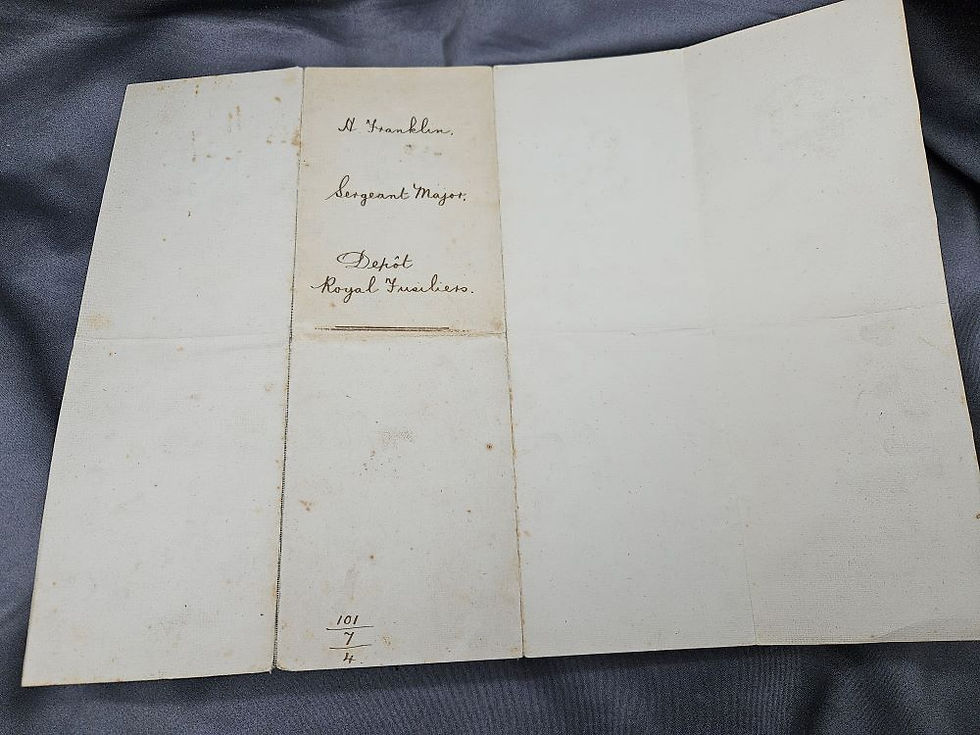 H Franklin.
Sergeant Major.
Depôt
Royal Fusiliers.
101
7
4